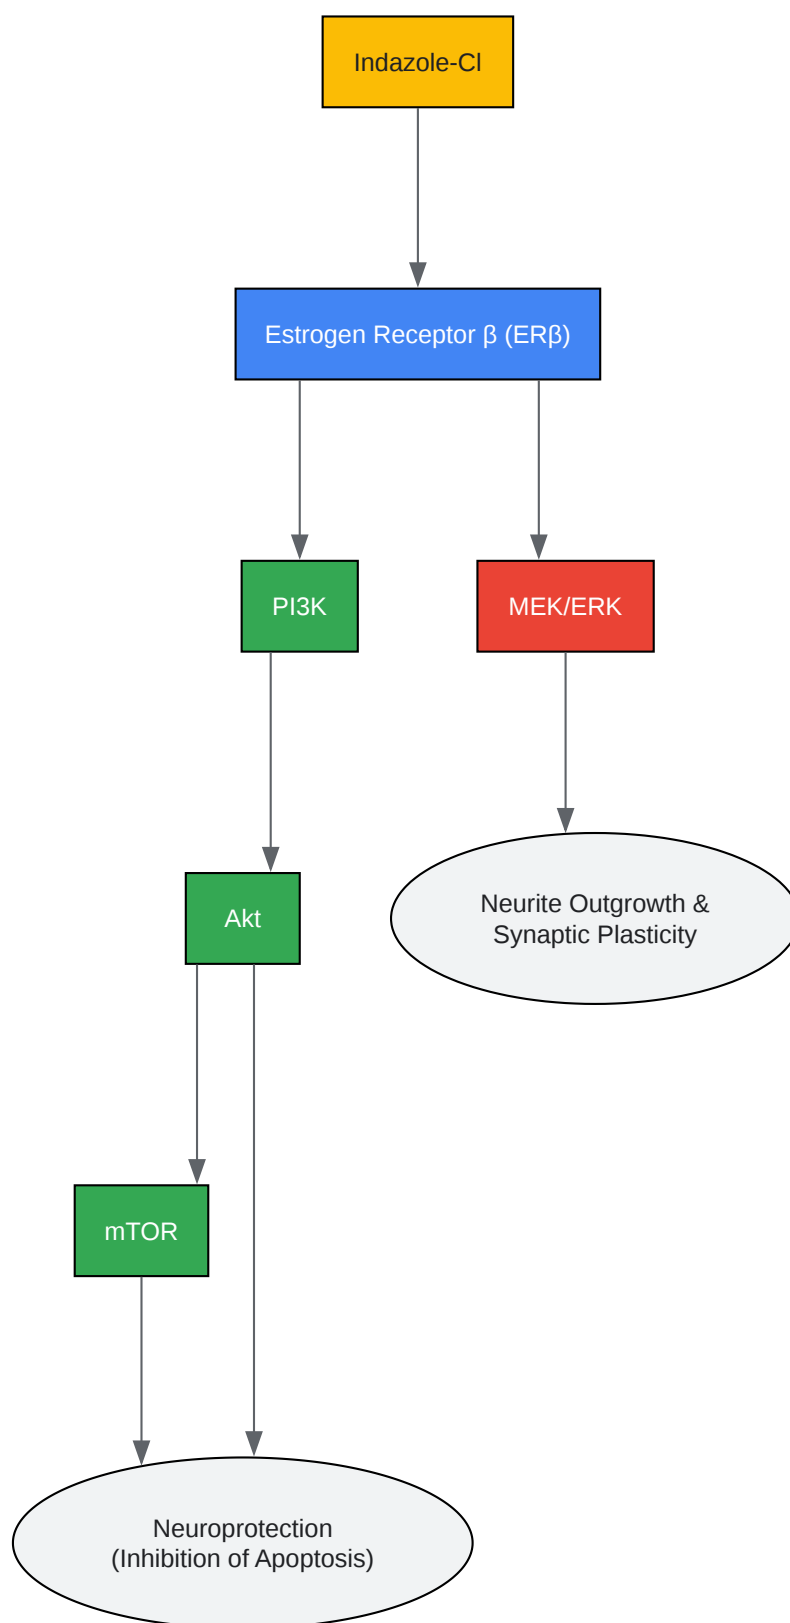 Indazole-Cl
Estrogen Receptor β (ERβ)
PI3K
MEK/ERK
Akt
Neurite Outgrowth &
Synaptic Plasticity
mTOR
Neuroprotection
(Inhibition of Apoptosis)